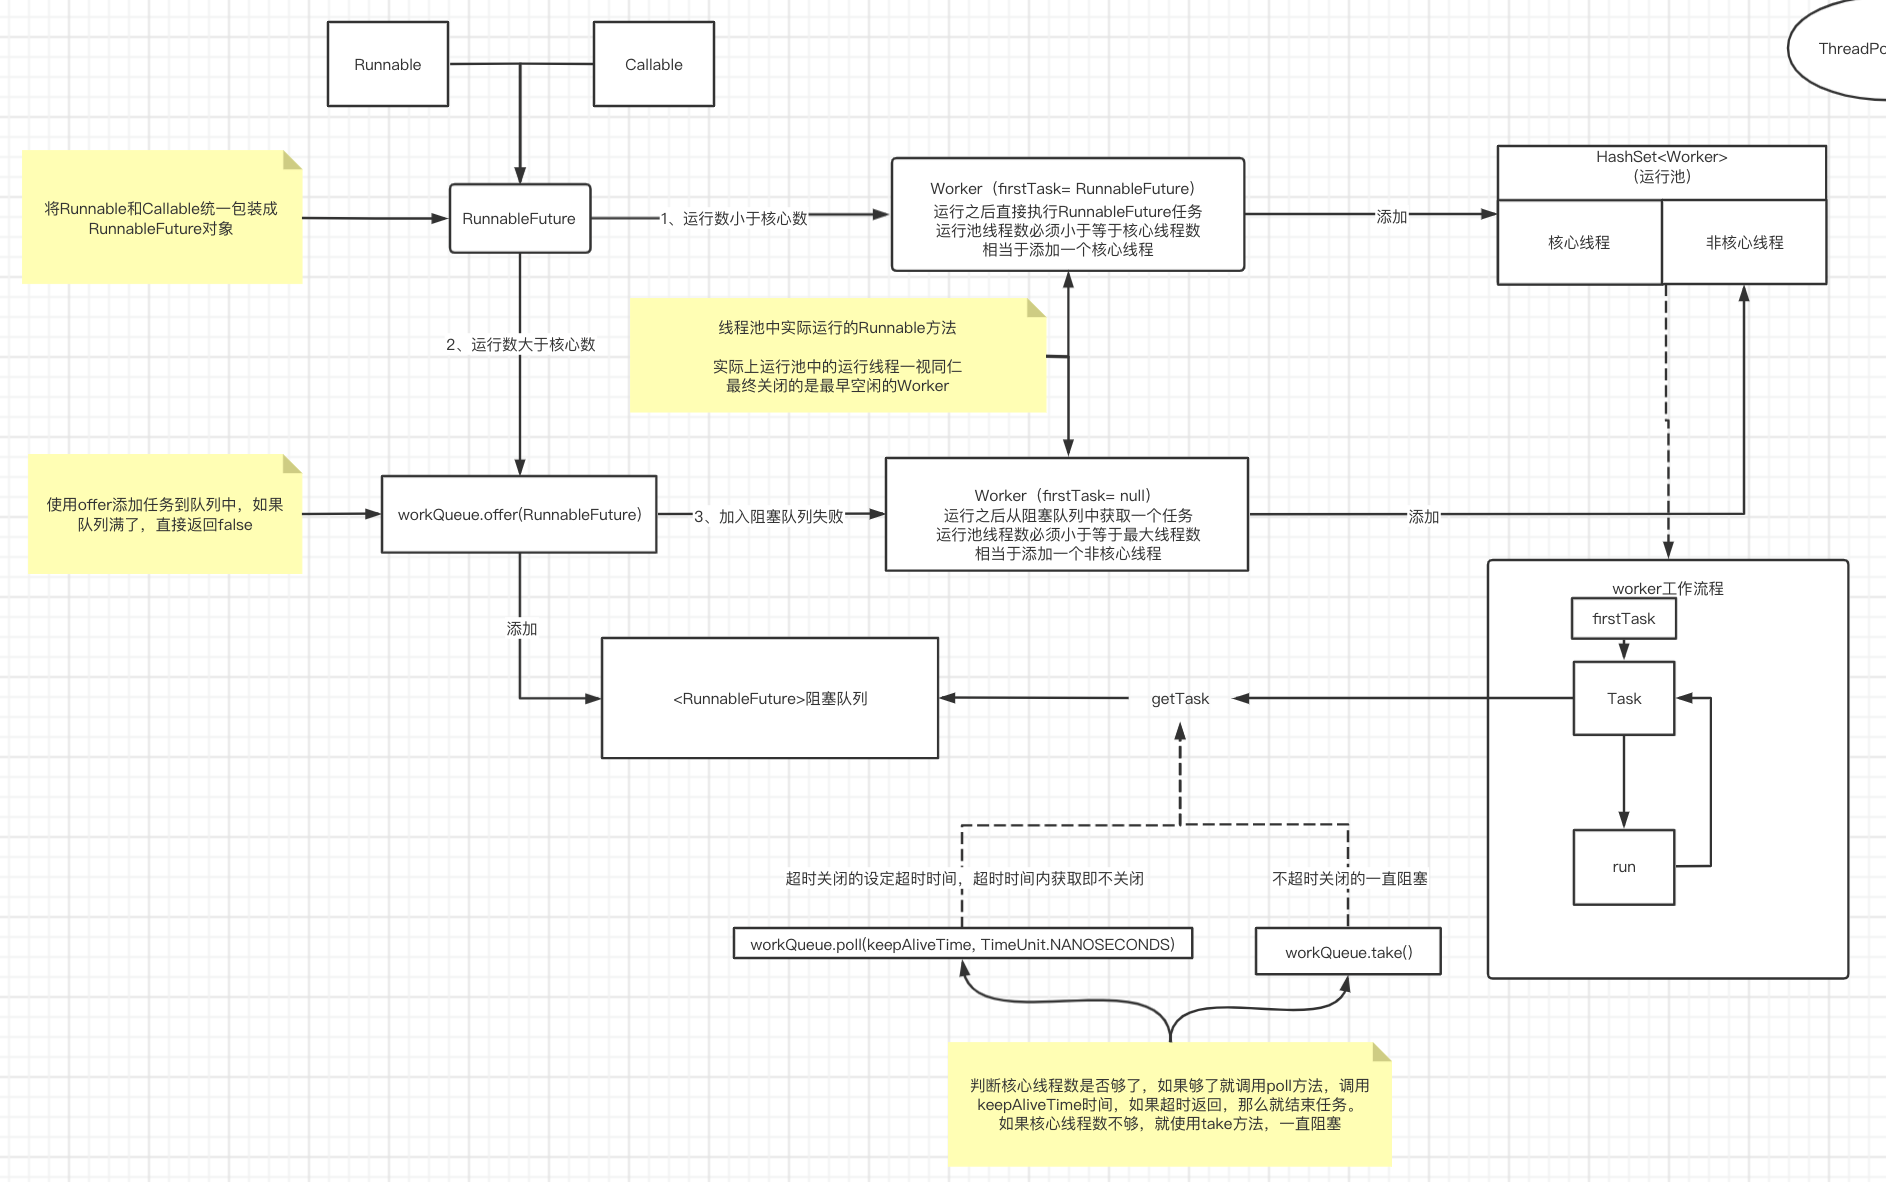 Runnable
Callable
ThreadPo
将Runnable和Callable统一包装成
RunnableFuture对象
RunnableFuture
1、运行数小于核心数
Worker（firstTask= RunnableFuture）
运行之后直接执行RunnableFuture任务
运行池线程数必须小于等于核心线程数
相当于添加一个核心线程
添加
HashSet<Worker>
（运行池）
核心线程
非核心线程
2、运行数大于核心数
线程池中实际运行的Runnable方法
实际上运行池中的运行线程一视同仁
最终关闭的是最早空闲的Worker
使用offer添加任务到队列中，如果
队列满了，直接返回false
workQueue.offer(RunnableFuture)
3、加入阻塞队列失败
Worker（firstTask= null）
运行之后从阻塞队列中获取一个任务
运行池线程数必须小于等于最大线程数
相当于添加一个非核心线程
添加
worker工作流程
firstTask
Task
run
添加
<RunnableFuture>阻塞队列
getTask
超时关闭的设定超时时间，超时时间内获取即不关闭
不超时关闭的一直阻塞
workQueue.poll(keepAliveTime, TimeUnit.NANOSECONDS)
workQueue.take()
判断核心线程数是否够了，如果够了就调用poll方法，调用
keepAliveTime时间，如果超时返回，那么就结束任务。
如果核心线程数不够，就使用take方法，一直阻塞